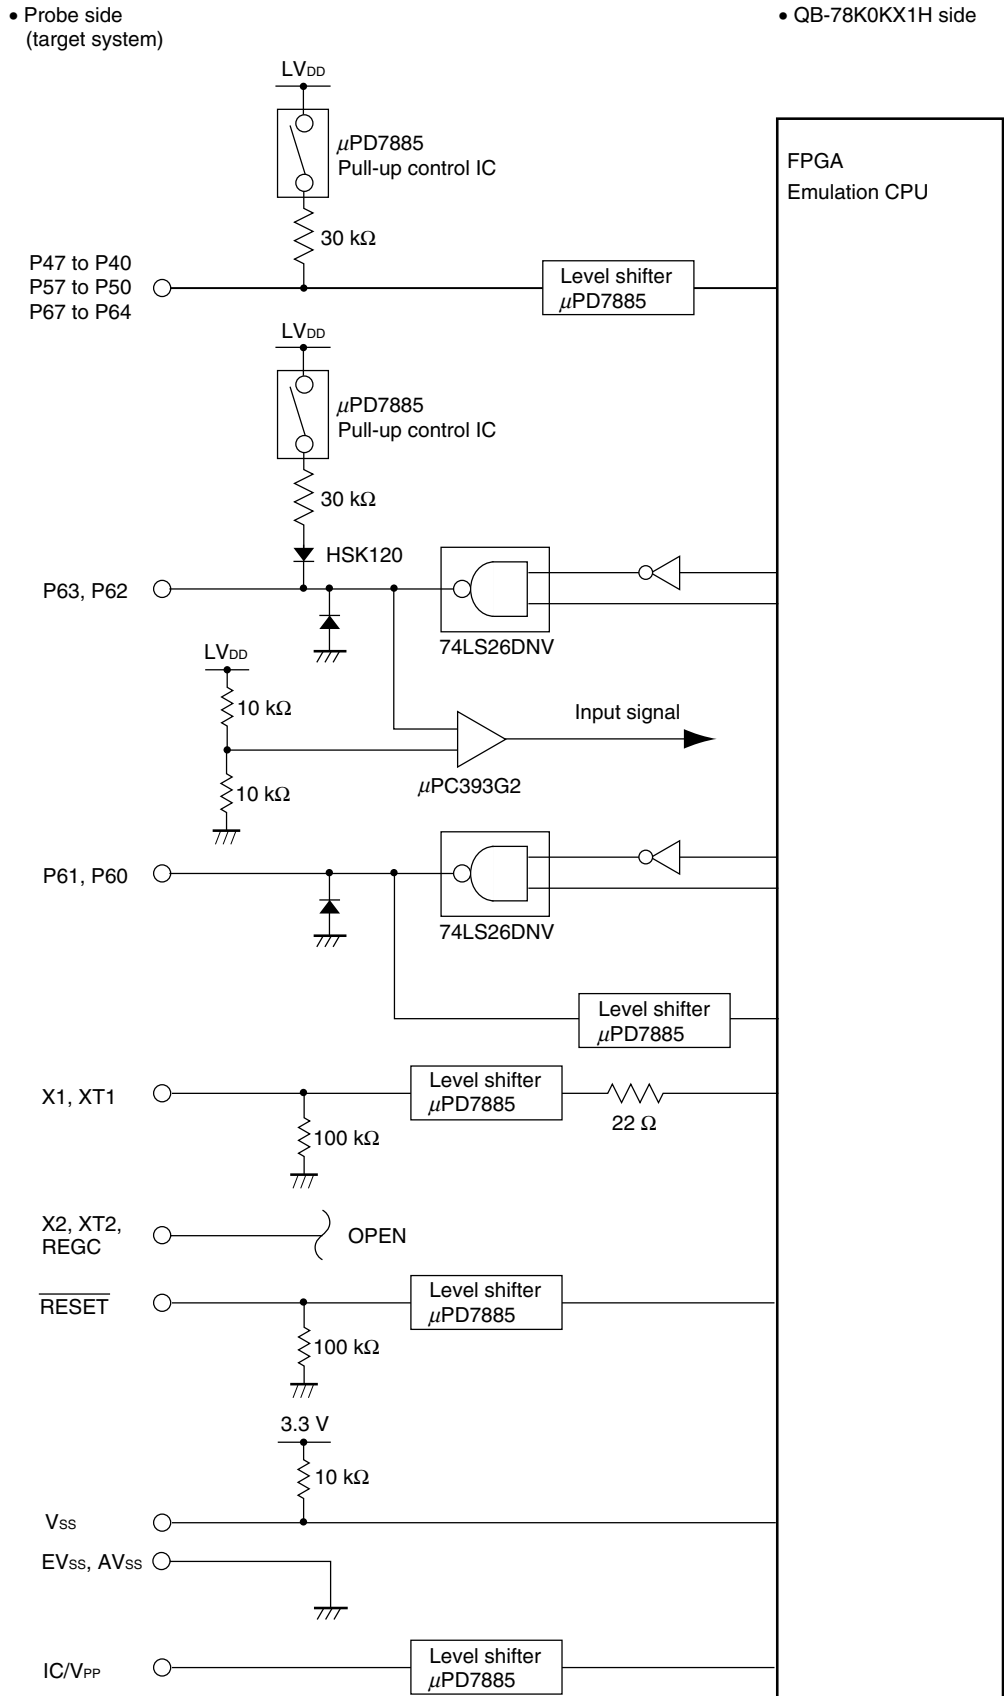 • Probe side
(target system)
• QB-78K0KX1H side
LVDD
μPD7885
Pull-up control IC
FPGA
Emulation CPU
30 kΩ
P47 to P40
P57 to P50
P67 to P64
Level shifter
μPD7885
LVDD
μPD7885
Pull-up control IC
30 kΩ
HSK120
P63, P62
74LS26DNV
LVDD
10 kΩ
Input signal
μPC393G2
10 kΩ
P61, P60
74LS26DNV
Level shifter
μPD7885
X1, XT1
Level shifter
μPD7885
22 Ω
100 kΩ
X2, XT2,
REGC
OPEN
RESET
Level shifter
μPD7885
100 kΩ
3.3 V
10 kΩ
VSS
EVSS, AVSS
IC/VPP
Level shifter
μPD7885